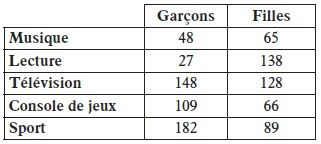 Garçons Filles
Musique 48 65
Lecture 27 138
Télévision 148 128
Console de jeux 109 66
Sport 182 89